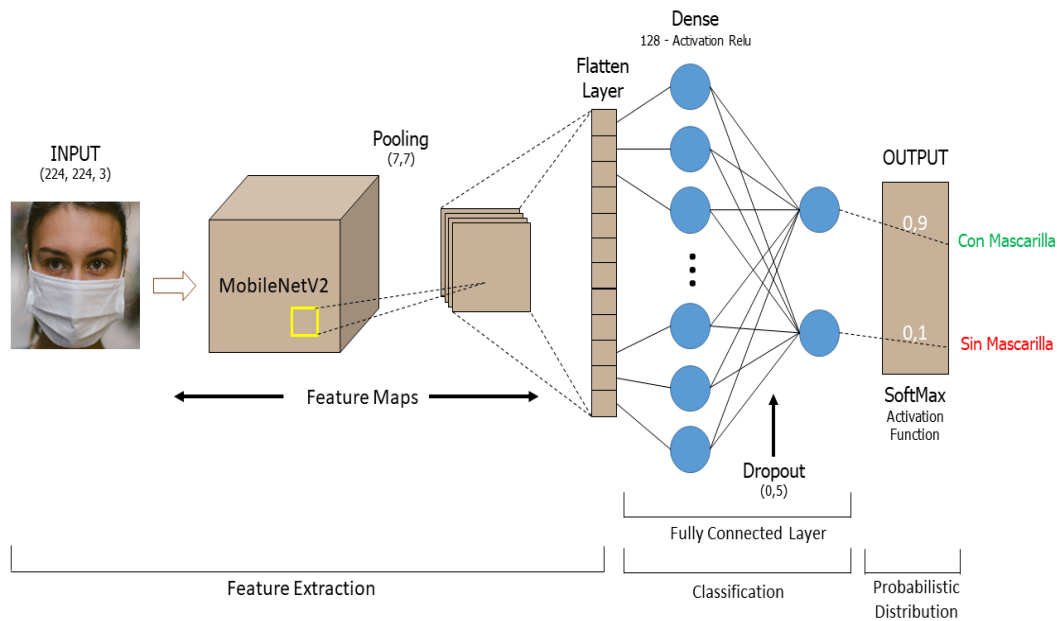 INPUT
(224, 224, 3)
MobileNetV2
Pooling
(7,7)
Feature Maps
Flatten
Layer
Dense
128 - Activation Relu
Dropout
(0,5)
OUTPUT
0,9
Con Mascarilla
0,1
Sin Mascarilla
SoftMax
Activation
Function
Fully Connected Layer
Feature Extraction
Classification
Probabilistic
Distribution